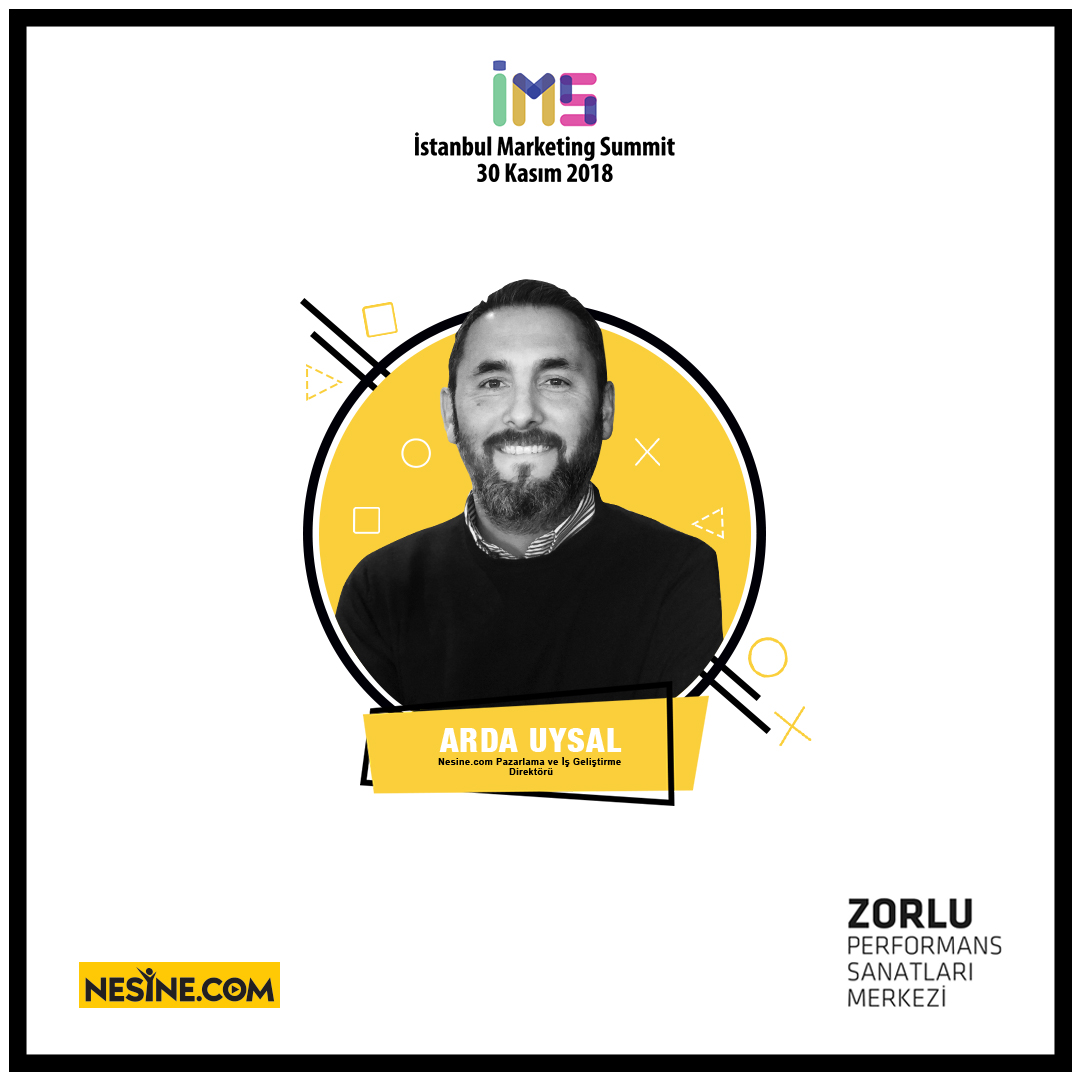 İMS
İstanbul Marketing Summit
30 Kasım 2018
ARDA UYSAL
Nesine.com Pazarlama ve İş Geliştirme
Direktörü
NESİNE.COM
ZORLU
PERFORMANS
SANATLARI
MERKEZİ